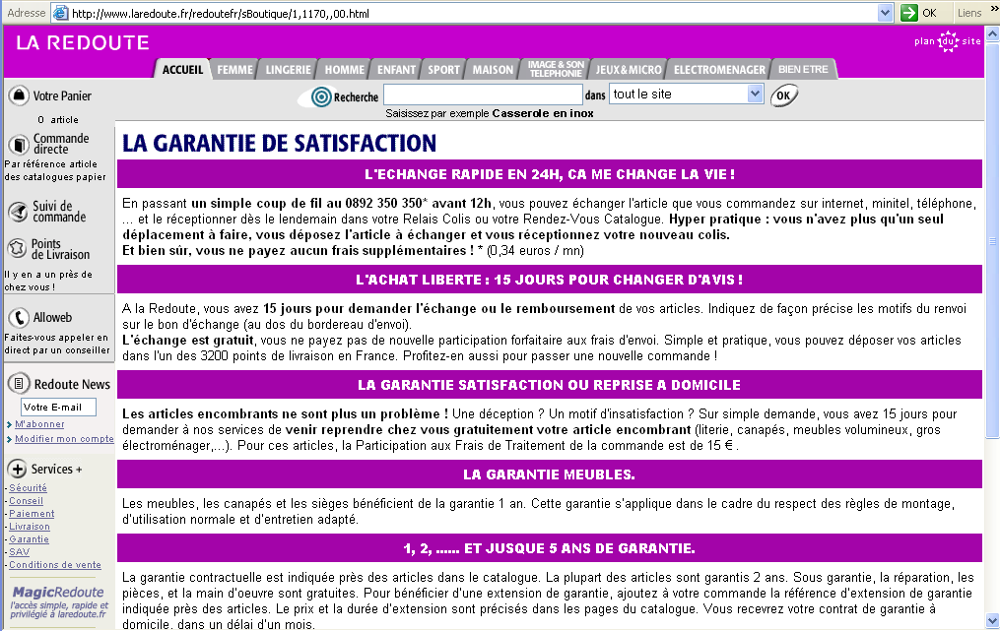 Adresse http://www.laredoute.fr/redoutefr/sBoutique/1,1170,,00.html OK Liens »
LA REDOUTE
plan du site
ACCUEIL FEMME LINGERIE HOMME ENFANT SPORT MAISON IMAGE & SON TELEPHONIE JEUX & MICRO ELECTROMENAGER BIEN ETRE
Recherche dans tout le site OK
Saisissez par exemple Casserole en inox
Votre Panier
0 article
Commande
directe
Par référence article
des catalogues papier
Suivi de
commande
Points
de Livraison
Il y en a un près de
chez vous !
Alloweb
Faites-vous appeler en
direct par un conseiller
Redoute News
Votre E-mail
M'abonner
Modifier mon compte
Services +
- Sécurité
- Conseil
- Paiement
- Livraison
- Garantie
- SAV
- Conditions de vente
MagicRedoute
l'accès simple, rapide et
privilégié à laredoute.fr
LA GARANTIE DE SATISFACTION
L'ECHANGE RAPIDE EN 24H, CA ME CHANGE LA VIE !
En passant un simple coup de fil au 0892 350 350* avant 12h, vous pouvez échanger l'article que vous commandez sur internet, minitel, téléphone,
... et le réceptionner dès le lendemain dans votre Relais Colis ou votre Rendez-Vous Catalogue. Hyper pratique : vous n'avez plus qu'un seul
déplacement à faire, vous déposez l'article à échanger et vous réceptionnez votre nouveau colis.
Et bien sûr, vous ne payez aucun frais supplémentaires ! * (0,34 euros / mn)
L'ACHAT LIBERTE : 15 JOURS POUR CHANGER D'AVIS !
A la Redoute, vous avez 15 jours pour demander l'échange ou le remboursement de vos articles. Indiquez de façon précise les motifs du renvoi
sur le bon d'échange (au dos du bordereau d'envoi).
L'échange est gratuit, vous ne payez pas de nouvelle participation forfaitaire aux frais d'envoi. Simple et pratique, vous pouvez déposer vos articles
dans l'un des 3200 points de livraison en France. Profitez-en aussi pour passer une nouvelle commande !
LA GARANTIE SATISFACTION OU REPRISE A DOMICILE
Les articles encombrants ne sont plus un problème ! Une déception ? Un motif d'insatisfaction ? Sur simple demande, vous avez 15 jours pour
demander à nos services de venir reprendre chez vous gratuitement votre article encombrant (literie, canapés, meubles volumineux, gros
électroménager,...). Pour ces articles, la Participation aux Frais de Traitement de la commande est de 15 € .
LA GARANTIE MEUBLES.
Les meubles, les canapés et les sièges bénéficient de la garantie 1 an. Cette garantie s'applique dans le cadre du respect des règles de montage,
d'utilisation normale et d'entretien adapté.
1, 2, ...... ET JUSQUE 5 ANS DE GARANTIE.
La garantie contractuelle est indiquée près des articles dans le catalogue. La plupart des articles sont garantis 2 ans. Sous garantie, la réparation, les
pièces, et la main d'oeuvre sont gratuites. Pour bénéficier d'une extension de garantie, ajoutez à votre commande la référence d'extension de garantie
indiquée près des articles. Le prix et la durée d'extension sont précisés dans les pages du catalogue. Vous recevrez votre contrat de garantie à
domicile, dans un délai d'un mois.